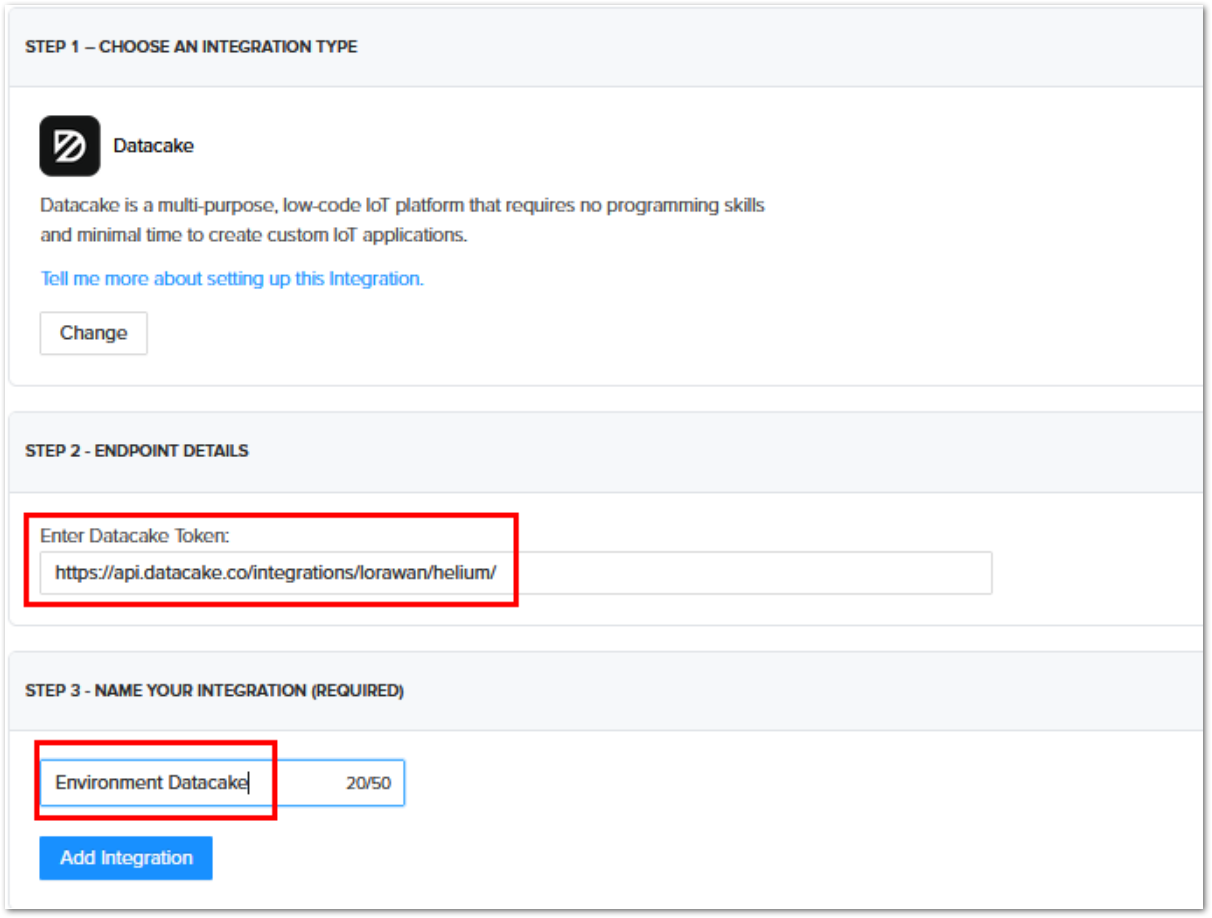 STEP 1 – CHOOSE AN INTEGRATION TYPE
Datacake
Datacake is a multi-purpose, low-code IoT platform that requires no programming skills
and minimal time to create custom IoT applications.
Tell me more about setting up this Integration.
Change
STEP 2 - ENDPOINT DETAILS
Enter Datacake Token:
https://api.datacake.co/integrations/lorawan/helium/
STEP 3 - NAME YOUR INTEGRATION (REQUIRED)
Environment Datacake 20/50
Add Integration